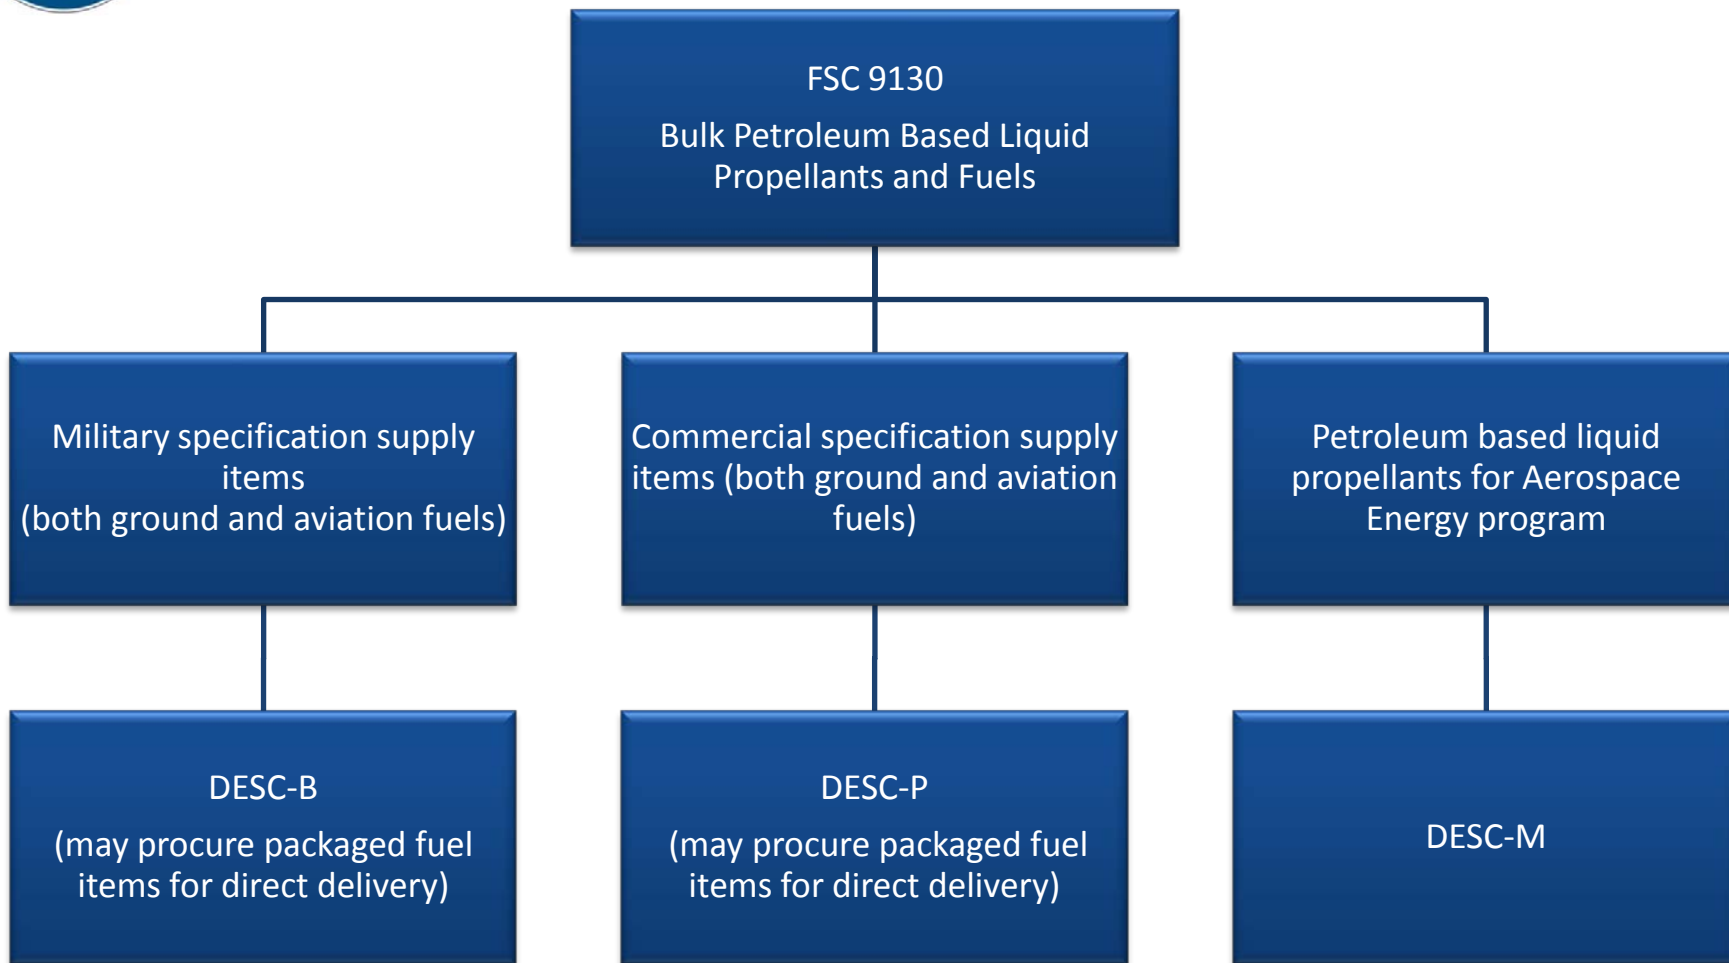 FSC 9130
Bulk Petroleum Based Liquid
Propellants and Fuels
Military specification supply
items
(both ground and aviation fuels)
Commercial specification supply
items (both ground and aviation
fuels)
Petroleum based liquid
propellants for Aerospace
Energy program
DESC-B
(may procure packaged fuel
items for direct delivery)
DESC-P
(may procure packaged fuel
items for direct delivery)
DESC-M